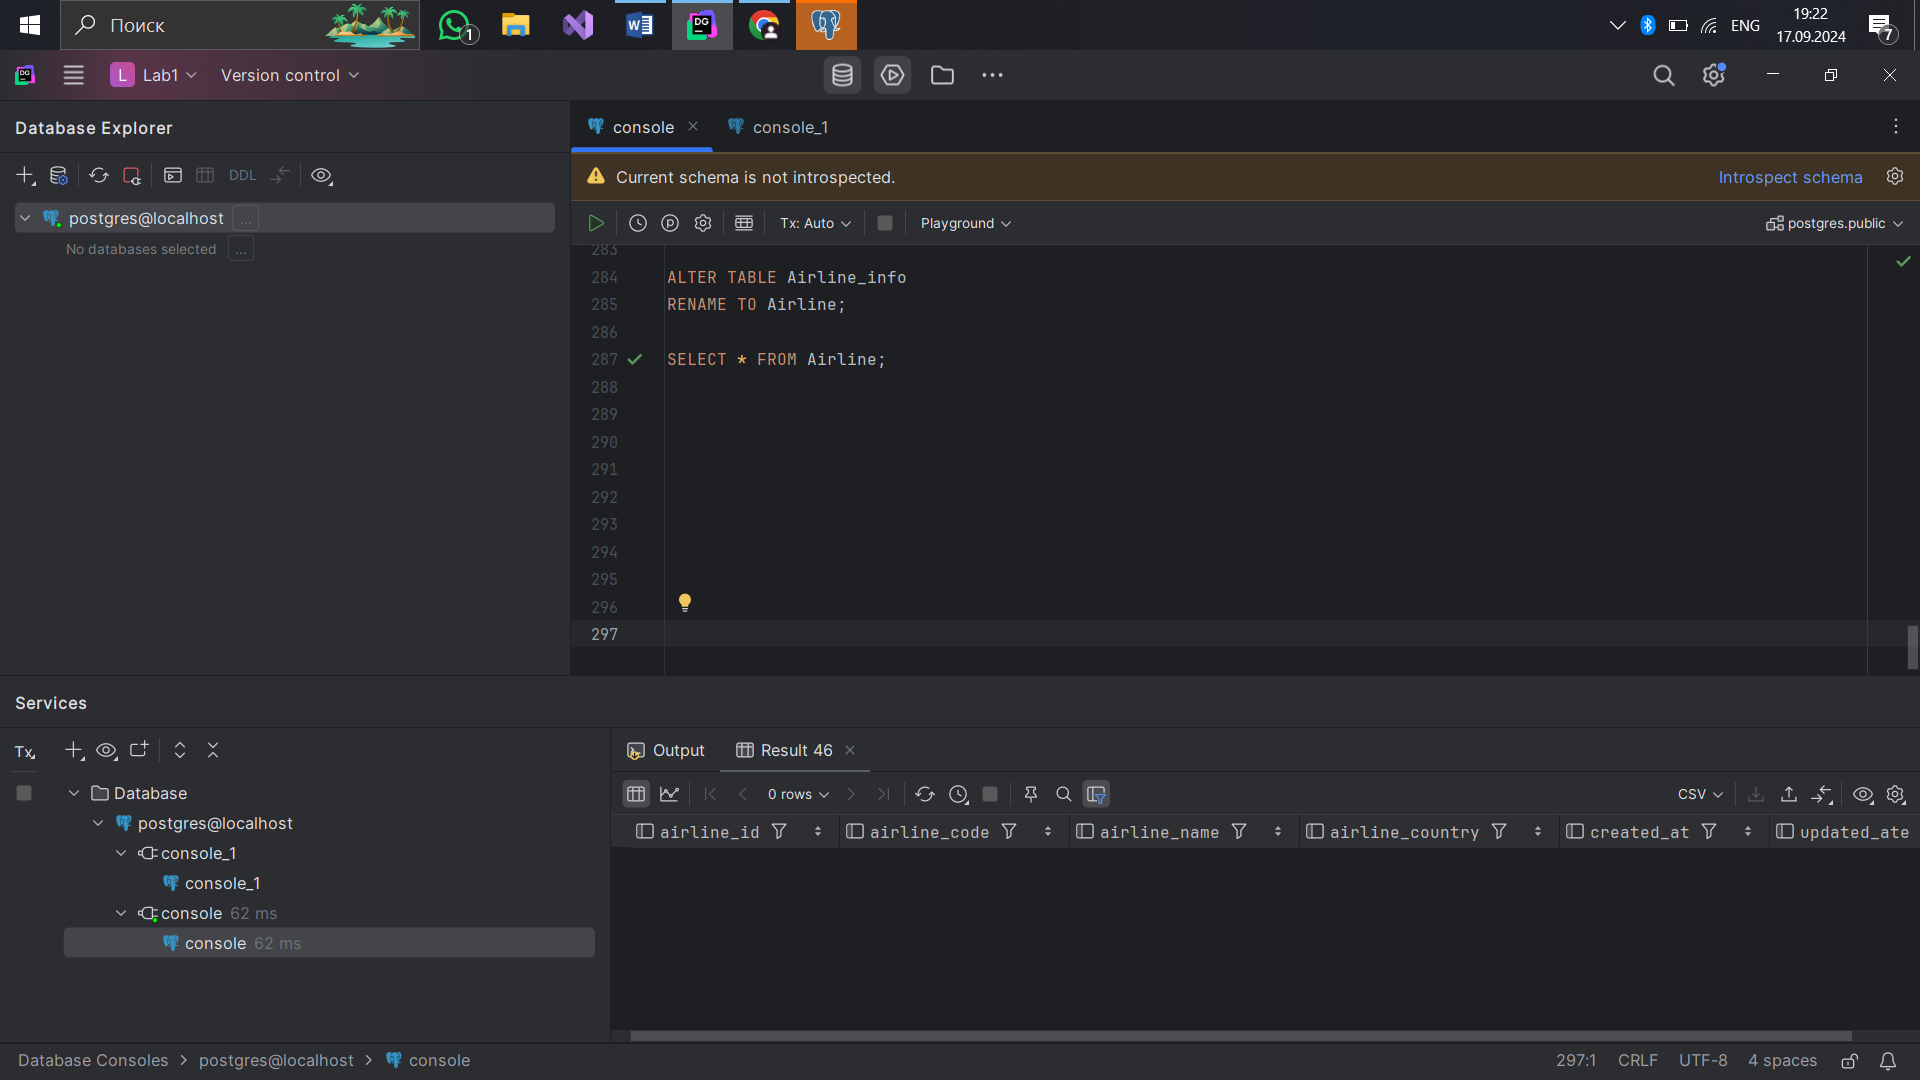 Поиск
1
DG
ENG
19:22
17.09.2024
7
DG
L Lab1
Version control
Database Explorer
DDL
postgres@localhost ...
No databases selected ...
console
console_1
Current schema is not introspected.
Introspect schema
Tx: Auto
Playground
postgres.public
283
284 ALTER TABLE Airline_info
285 RENAME TO Airline;
286
287 SELECT * FROM Airline;
288
289
290
291
292
293
294
295
296
297
Services
Tx
Database
postgres@localhost
console_1
console_1
console 62 ms
console 62 ms
Output
Result 46
0 rows
CSV
airline_id airline_code airline_name airline_country created_at updated_ate
Database Consoles > postgres@localhost > console
297:1 CRLF UTF-8 4 spaces